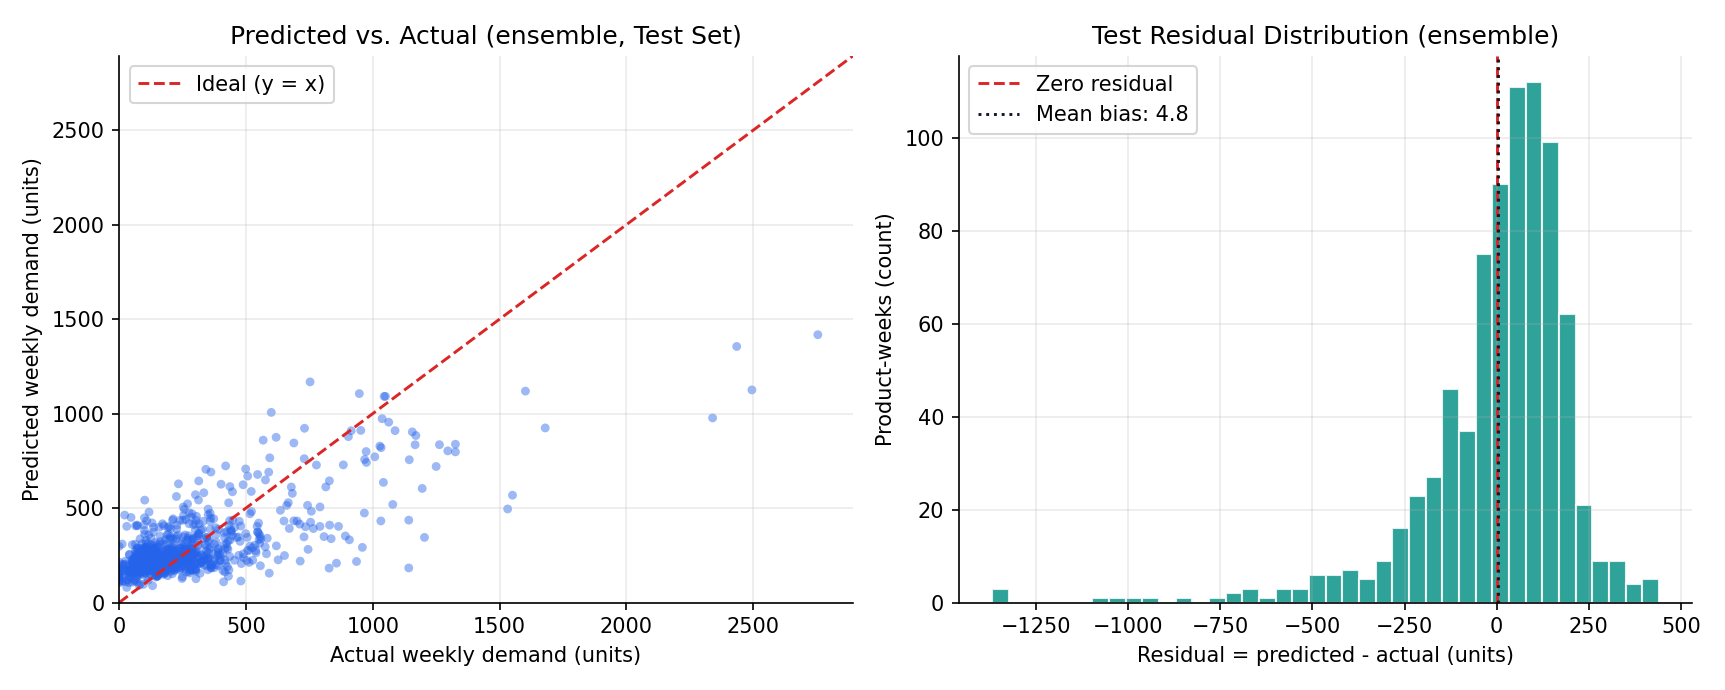 Predicted vs. Actual (ensemble, Test Set)
Ideal (y = x)
Predicted weekly demand (units)
2500
2000
1500
1000
500
0
0 500 1000 1500 2000 2500
Actual weekly demand (units)
Test Residual Distribution (ensemble)
Zero residual
Mean bias: 4.8
Product-weeks (count)
100
80
60
40
20
0
−1250 −1000 −750 −500 −250 0 250 500
Residual = predicted - actual (units)